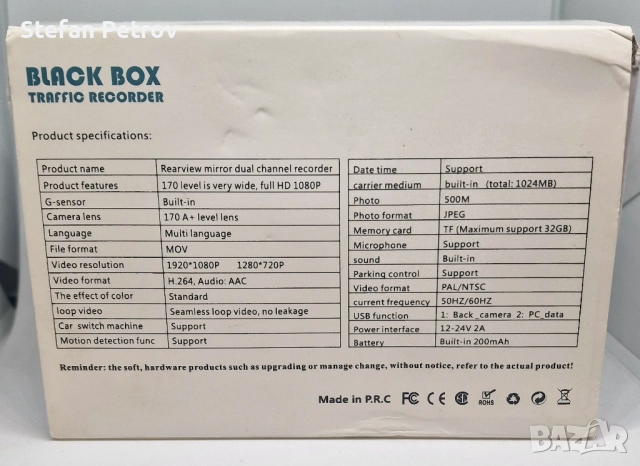 Stefan Petrov
BLACK BOX
TRAFFIC RECORDER
Product specifications:
Product name Rearview mirror dual channel recorder
Product features 170 level is very wide, full HD 1080P
G-sensor Built-in
Camera lens 170 A+ level lens
Language Multi language
File format MOV
Video resolution 1920*1080P 1280*720P
Video format H.264, Audio: AAC
The effect of color Standard
loop video Seamless loop video, no leakage
Car switch machine Support
Motion detection func Support
Date time Support
carrier medium built-in (total: 1024MB)
Photo 500M
Photo format JPEG
Memory card TF (Maximum support 32GB)
Microphone Support
sound Built-in
Parking control Support
Video format PAL/NTSC
current frequency 50HZ/60HZ
USB function 1: Back_camera 2: PC_data
Power interface 12-24V 2A
Battery Built-in 200mAh
Reminder: the soft, hardware products such as upgrading or manage change, without notice, refer to the actual product!
Made in P.R.C FC CE ROHS
BAZAR